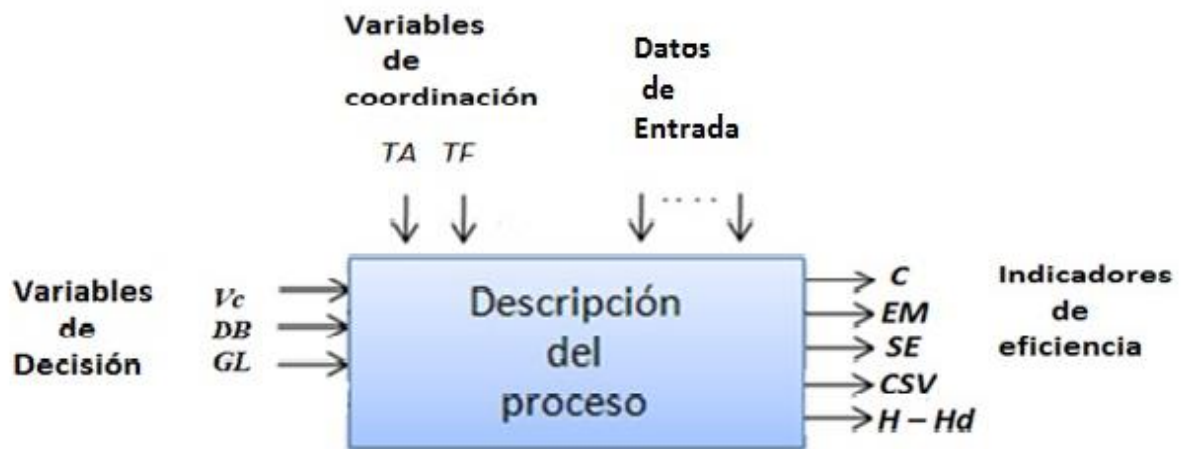 Variables
de
coordinación
Datos
de
Entrada
TA TF
Variables
de
Decisión
Vc
DB
GL
Descripción
del
proceso
C
EM
SE
CSV
H – Hd
Indicadores
de
eficiencia